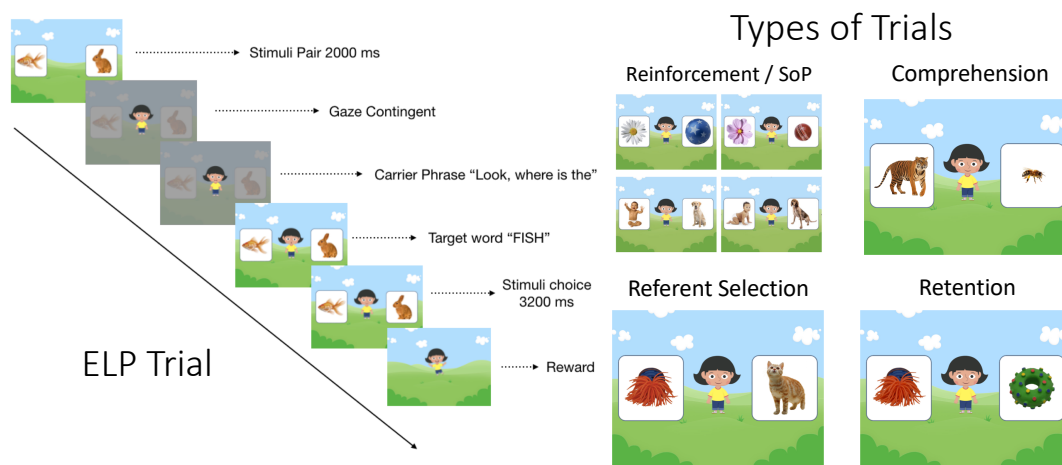 Types of Trials
Stimuli Pair 2000 ms
Gaze Contingent
Carrier Phrase “Look, where is the”
Target word “FISH”
Stimuli choice
3200 ms
Reward
ELP Trial
Reinforcement / SoP
Comprehension
Referent Selection
Retention